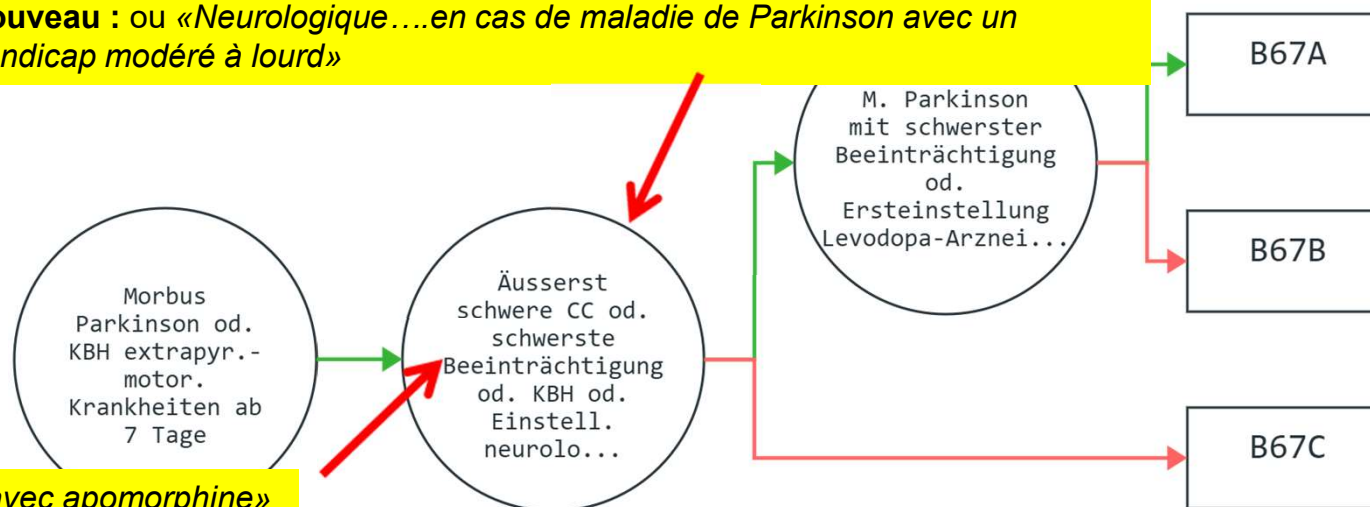 ouveau : ou «Neurologique….en cas de maladie de Parkinson avec un
ndicap modéré à lourd»
B67A
M. Parkinson
mit schwerster
Beeinträchtigung
od.
Ersteinstellung
Levodopa-Arznei...
B67B
Äusserst
schwere CC od.
schwerste
Beeinträchtigung
od. KBH od.
Einstell.
neurolo...
Morbus
Parkinson od.
KBH extrapyr.-
motor.
Krankheiten ab
7 Tage
B67C
avec apomorphine»